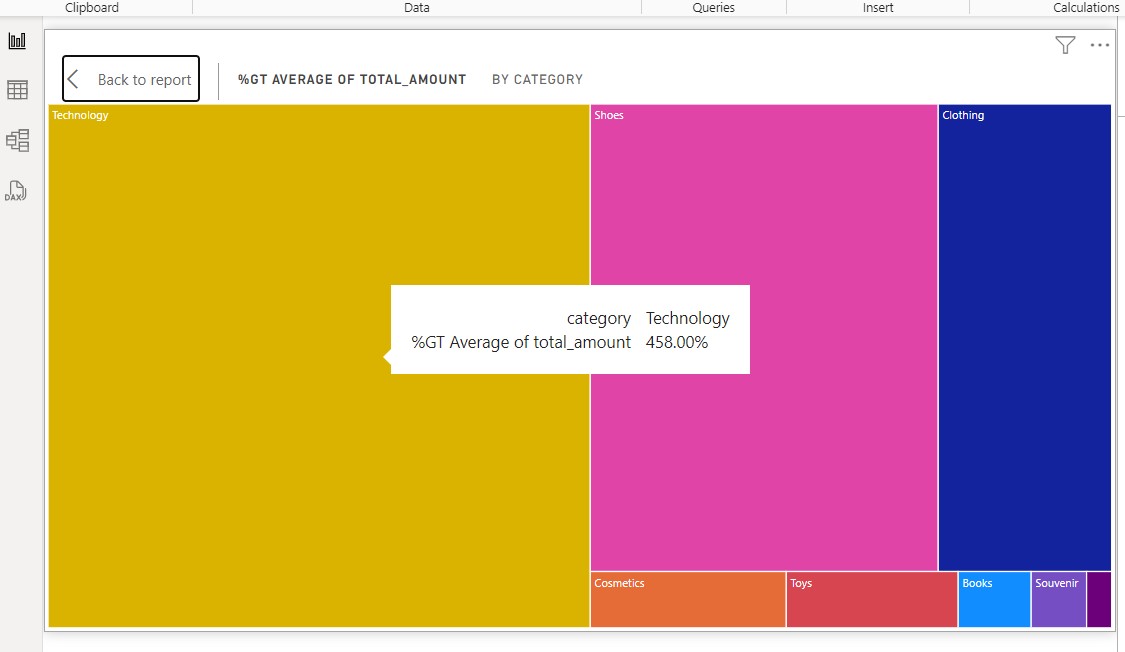 Clipboard
Data
Queries
Insert
Calculations
Back to report
%GT AVERAGE OF TOTAL_AMOUNT BY CATEGORY
Technology
Shoes
Clothing
category Technology
%GT Average of total_amount 458.00%
Cosmetics
Toys
Books
Souvenir
DAX